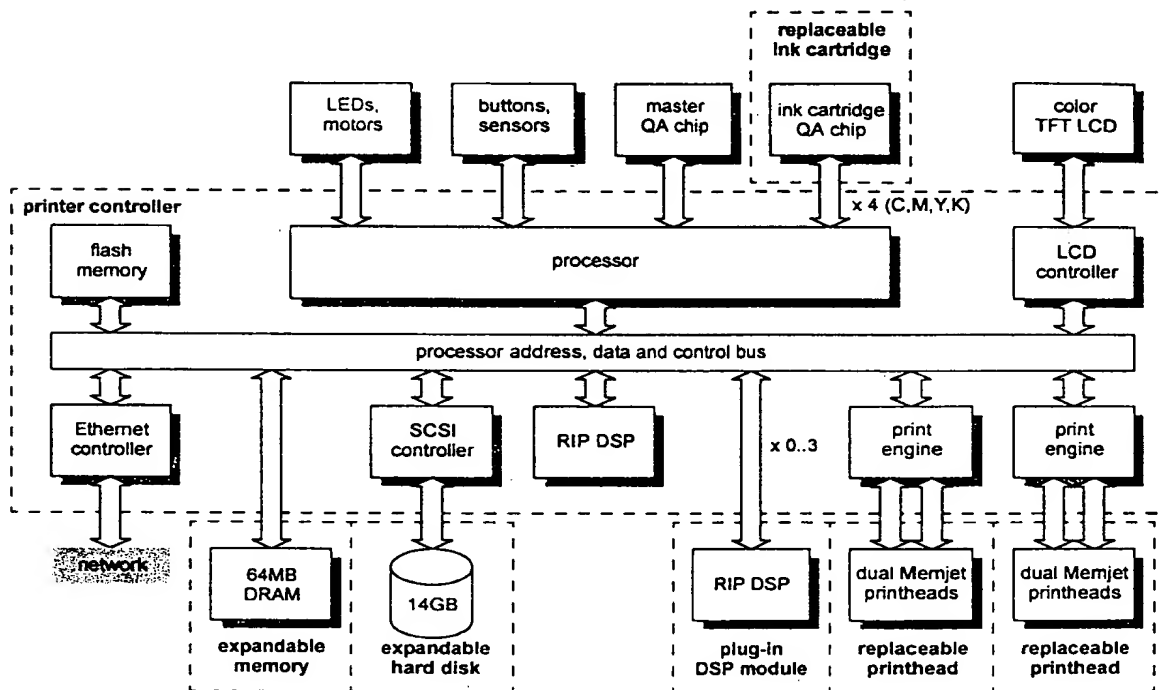 replaceable
ink cartridge
LEDs,
motors
buttons,
sensors
master
QA chip
ink cartridge
QA chip
color
TFT LCD
printer controller
x 4 (C,M,Y,K)
flash
memory
processor
LCD
controller
processor address, data and control bus
Ethernet
controller
SCSI
controller
RIP DSP
x 0..3
print
engine
print
engine
network
64MB
DRAM
14GB
RIP DSP
dual Memjet
printheads
dual Memjet
printheads
expandable
memory
expandable
hard disk
plug-in
DSP module
replaceable
printhead
replaceable
printhead